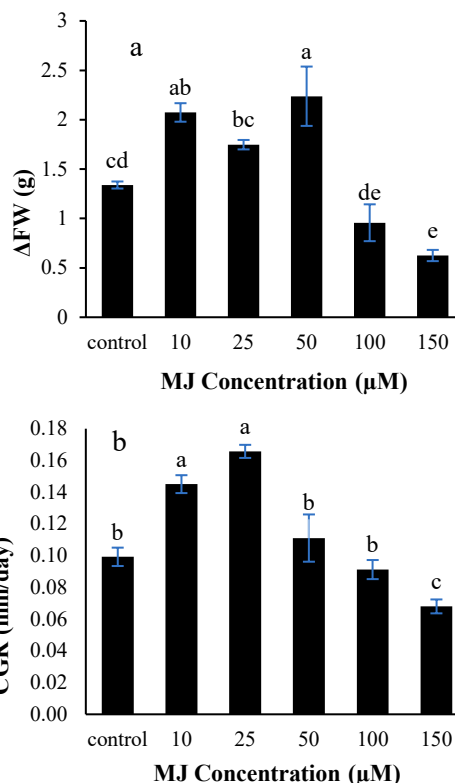 a
ab
bc
a
cd
de
e
2.5
2
1.5
1
0.5
0
ΔFW (g)
control 10 25 50 100 150
MJ Concentration (µM)
b
a
a
b
b
b
c
0.18
0.16
0.14
0.12
0.10
0.08
0.06
0.04
0.02
0.00
(mm/day)
control 10 25 50 100 150
MJ Concentration (µM)